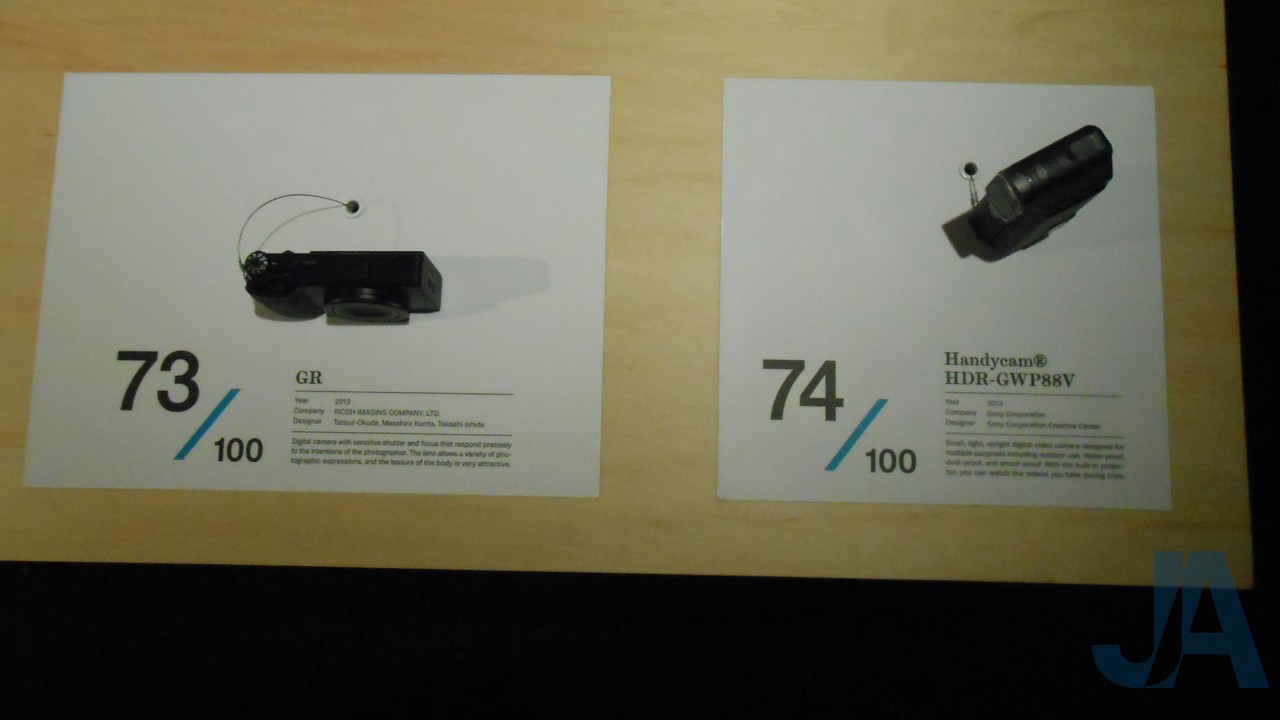 73
/
100
GR
Year 2013
Company RICOH IMAGING COMPANY, LTD.
Designer Tatsuo Okuda, Masahiro Kurita, Takashi Ishida
Digital camera with sensitive shutter and focus that respond precisely
to the intentions of the photographer. The lens allows a variety of pho-
tographic expressions, and the texture of the body is very attractive.
74
/
100
Handycam®
HDR-GWP88V
Year 2013
Company Sony Corporation
Designer Sony Corporation Creative Center
Small, light, upright digital video camera designed for
multiple purposes including outdoor use. Water-proof,
dust-proof, and shock-proof. With the built-in projec-
tor, you can watch the videos you take during trips.
JA